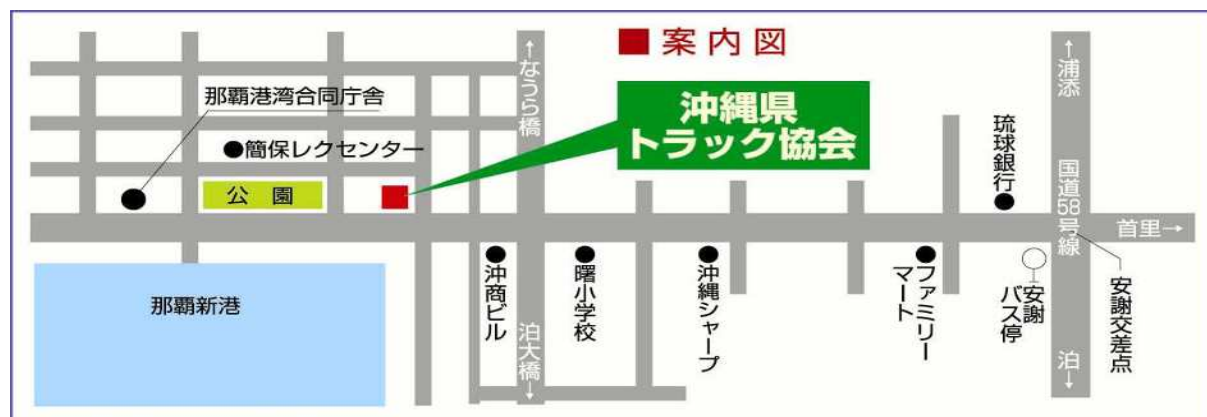 ■案内図
沖縄県
トラック協会
那覇港湾合同庁舎
●簡保レクセンター
公園
那覇新港
↑なうら橋
泊大橋↓
沖商ビル
曙小学校
沖縄シャープ
ファミリー
マート
琉球銀行
安謝
バス停
↑浦添
国道58号線
泊↓
首里→
安謝交差点